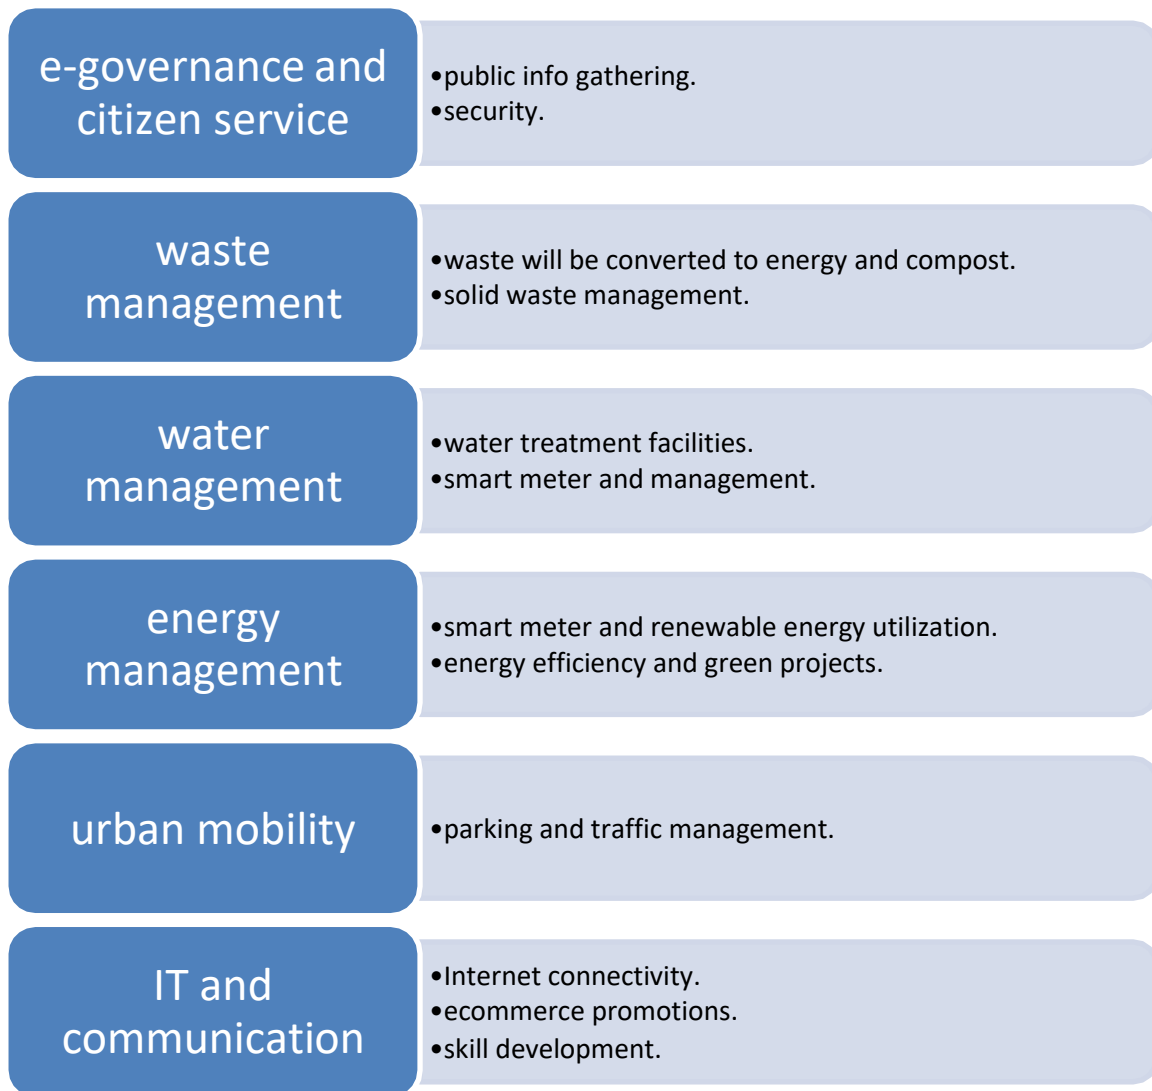 e-governance and
citizen service
•public info gathering.
•security.
waste
management
•waste will be converted to energy and compost.
•solid waste management.
water
management
•water treatment facilities.
•smart meter and management.
energy
management
•smart meter and renewable energy utilization.
•energy efficiency and green projects.
urban mobility
•parking and traffic management.
IT and
communication
•Internet connectivity.
•ecommerce promotions.
•skill development.